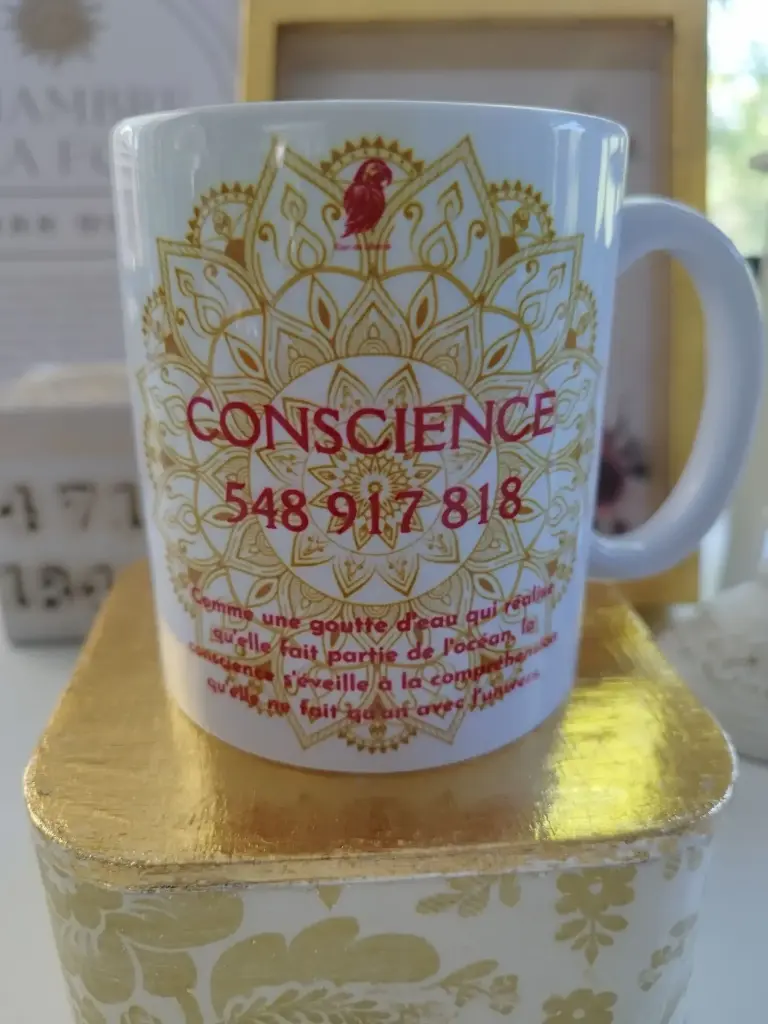 CONSCIENCE
548 917 818
Comme une goutte d'eau qui réalise
qu'elle fait partie de l'océan, la
conscience s'éveille à la compréhension
qu'elle ne fait qu'un avec l'univers